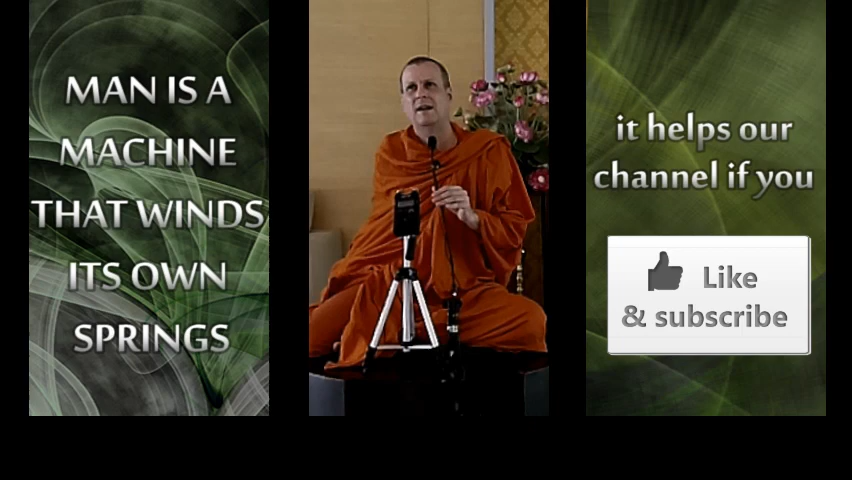 MAN IS A
MACHINE
THAT WINDS
ITS OWN
SPRINGS
it helps our
channel if you
Like
& subscribe